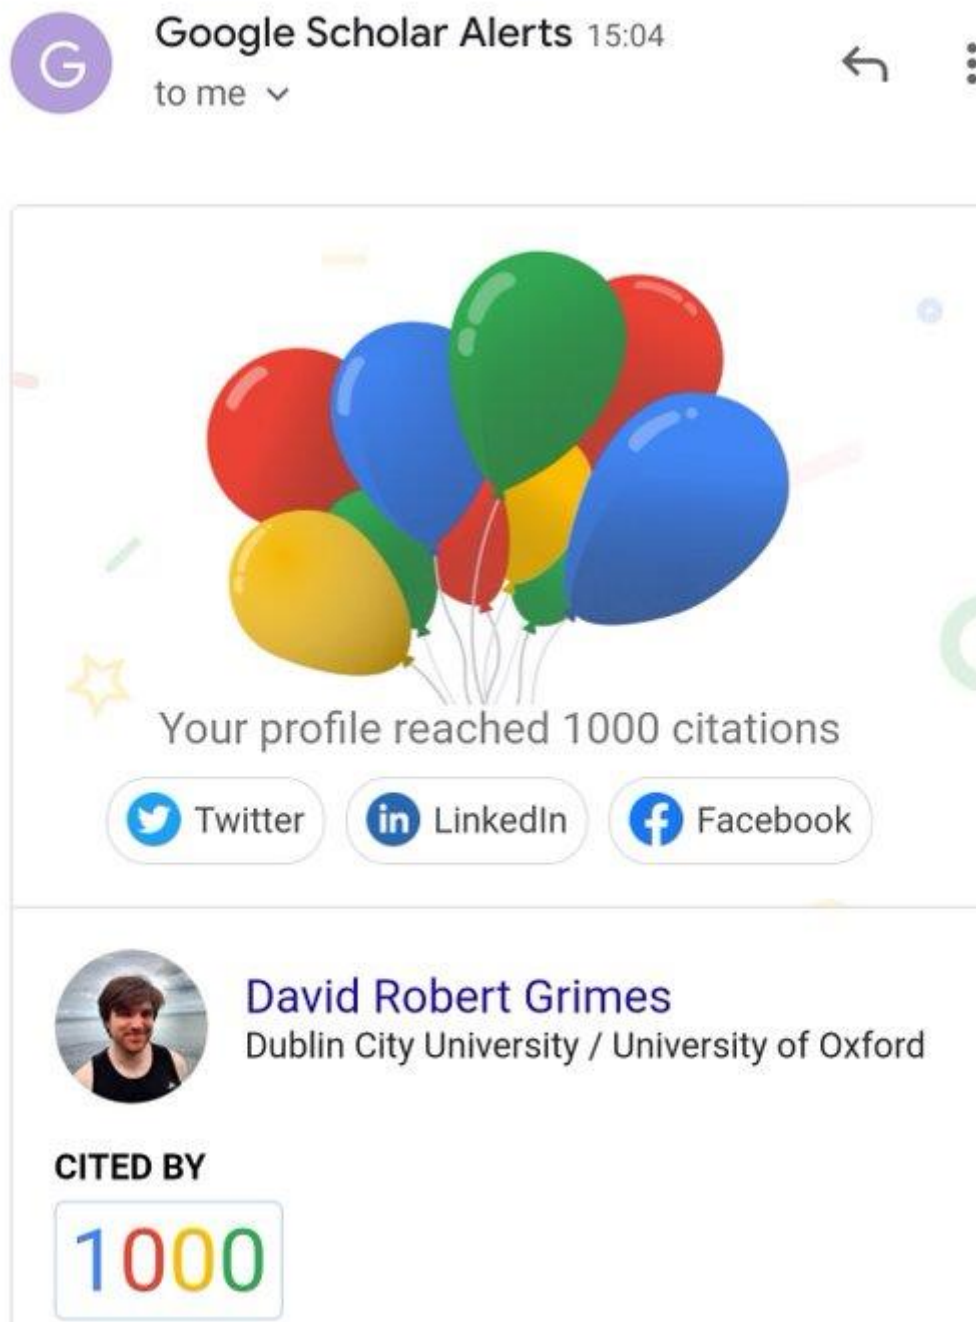 G
Google Scholar Alerts 15:04
to me
Your profile reached 1000 citations
Twitter
in LinkedIn
f Facebook
David Robert Grimes
Dublin City University / University of Oxford
CITED BY
1000